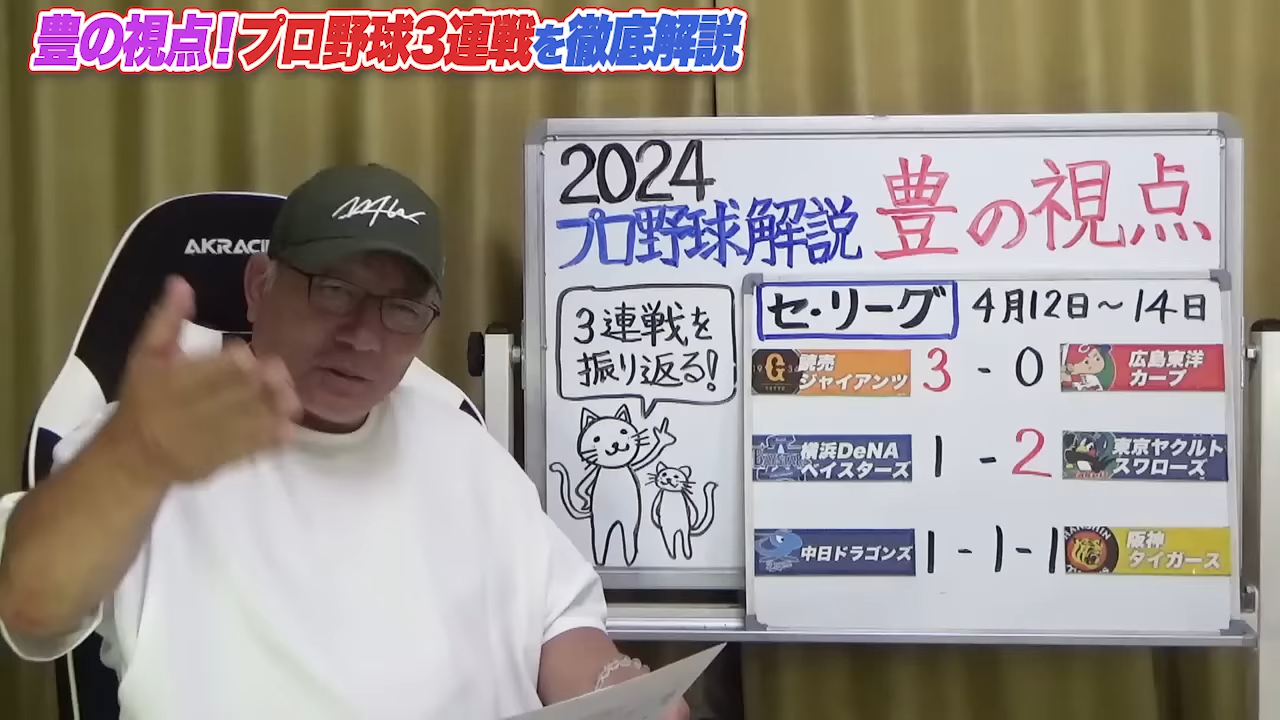 豊の視点!プロ野球3連戦を徹底解説
AKRACI
2024
プロ野球解説 豊の視点
3連戦を
振り返る!
セ・リーグ 4月12日〜14日
G
読売
ジャイアンツ
3 - 0
広島東洋
カープ
横浜DeNA
ベイスターズ
1 - 2
東京ヤクルト
スワローズ
中日ドラゴンズ
1 - 1 - 1
阪神
タイガース